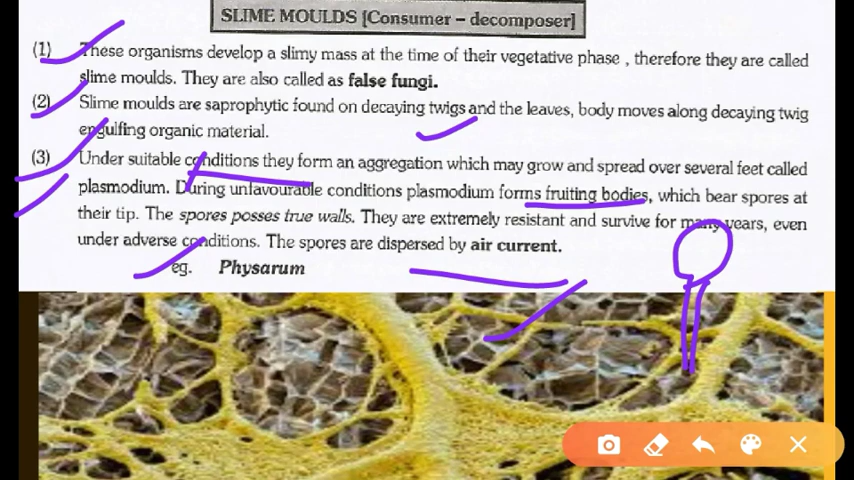 SLIME MOULDS [Consumer – decomposer]
(1) These organisms develop a slimy mass at the time of their vegetative phase , therefore they are called
slime moulds. They are also called as false fungi.
(2) Slime moulds are saprophytic found on decaying twigs and the leaves, body moves along decaying twig
engulfing organic material.
(3) Under suitable conditions they form an aggregation which may grow and spread over several feet called
plasmodium. During unfavourable conditions plasmodium forms fruiting bodies, which bear spores at
their tip. The spores posses true walls. They are extremely resistant and survive for many years, even
under adverse conditions. The spores are dispersed by air current.
eg. Physarum